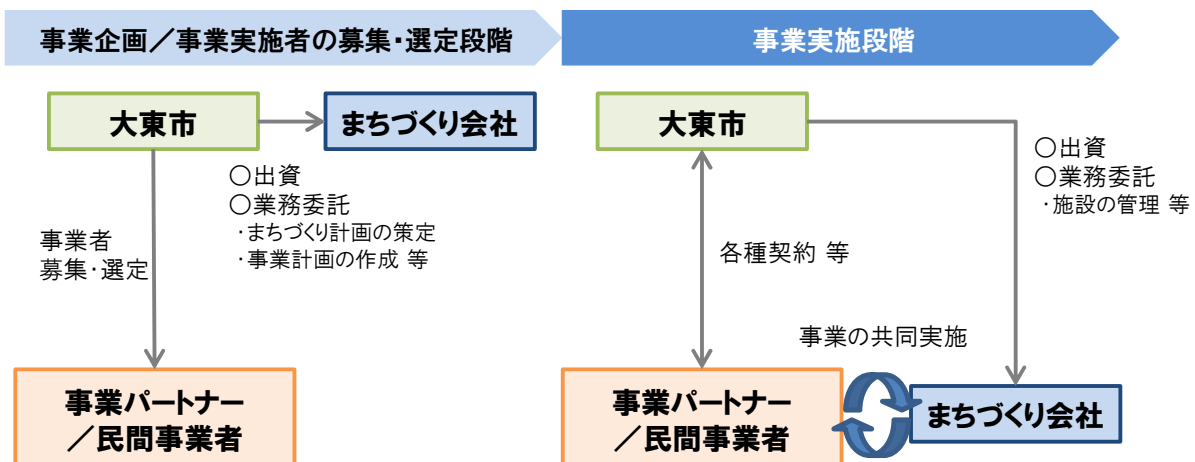 事業企画／事業実施者の募集・選定段階
事業実施段階
大東市
まちづくり会社
○出資
○業務委託
・まちづくり計画の策定
・事業計画の作成 等
事業者
募集・選定
事業パートナー
／民間事業者
大東市
○出資
○業務委託
・施設の管理 等
各種契約 等
事業の共同実施
事業パートナー
／民間事業者
まちづくり会社